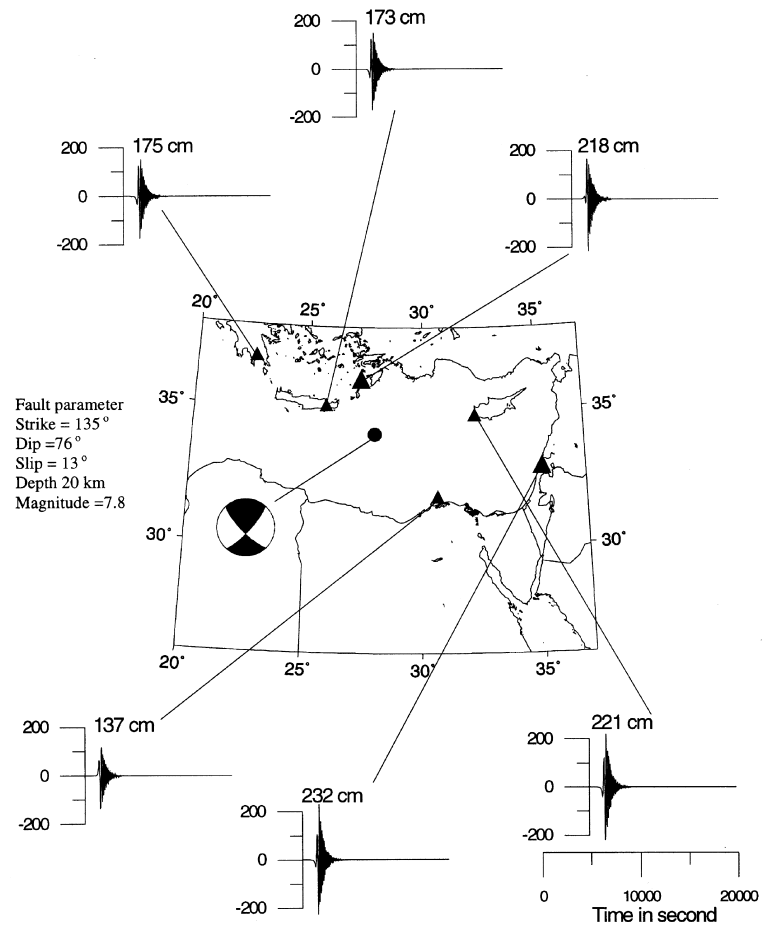 173 cm
200
0
-200
175 cm
200
0
-200
218 cm
200
0
-200
20° 25° 30° 35°
35° 35°
Fault parameter
Strike = 135°
Dip =76°
Slip = 13°
Depth 20 km
Magnitude =7.8
30° 30°
20° 25° 30° 35°
137 cm
200
0
-200
232 cm
200
0
-200
221 cm
200
0
-200
0 10000 20000
Time in second